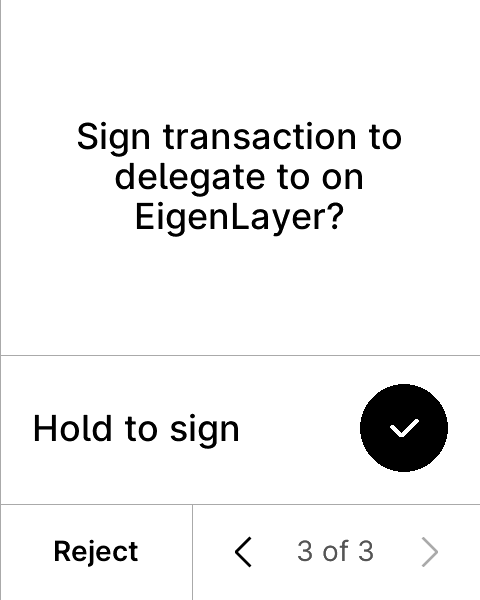 Sign transaction to
delegate to on
EigenLayer?
Hold to sign
Reject
3 of 3